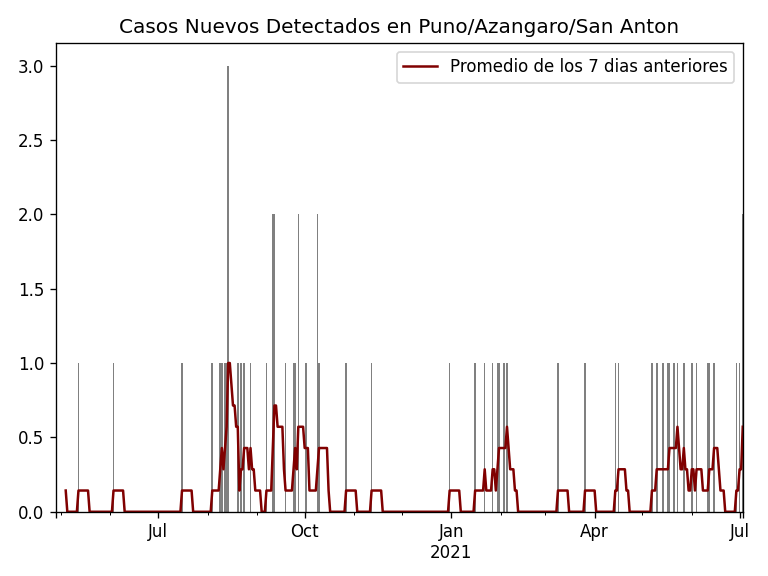 Casos Nuevos Detectados en Puno/Azangaro/San Anton
Promedio de los 7 dias anteriores
3.0
2.5
2.0
1.5
1.0
0.5
0.0
Jul
Oct
Jan
Apr
Jul
2021